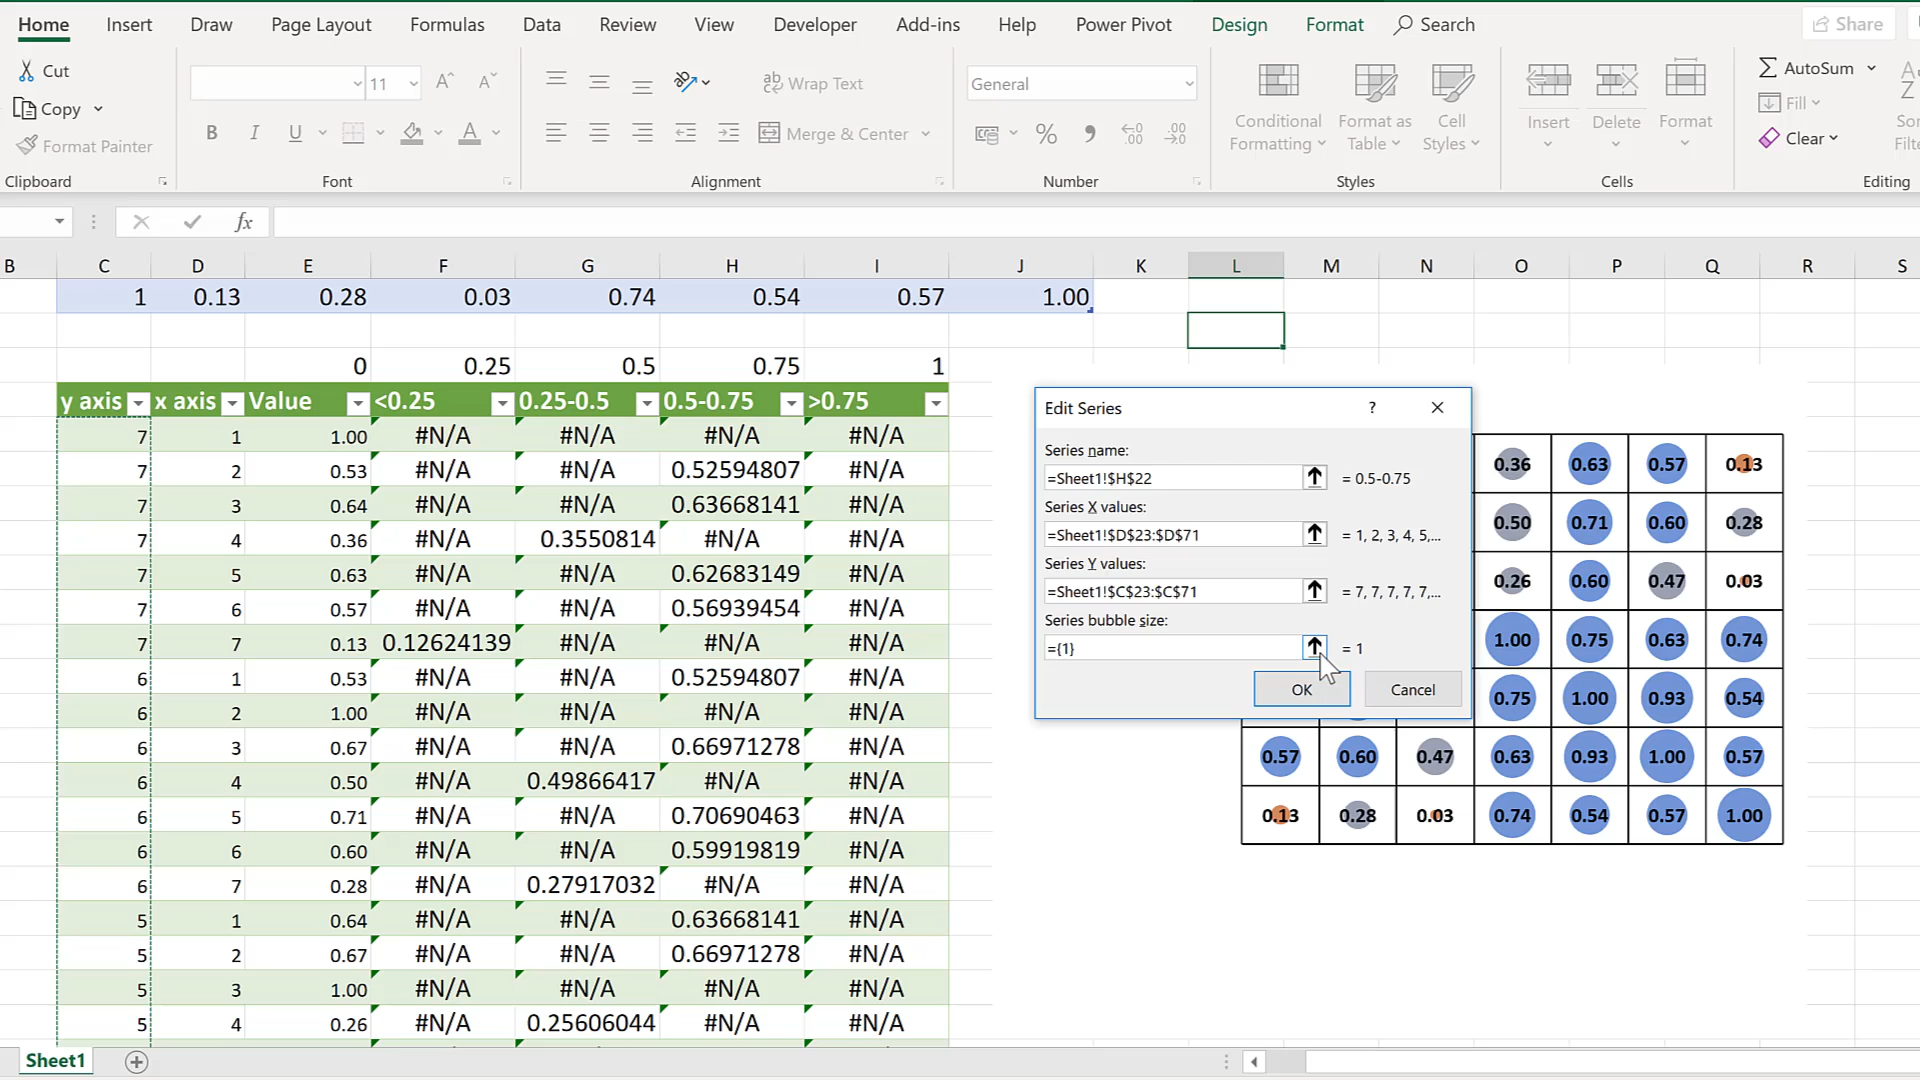 Home Insert Draw Page Layout Formulas Data Review View Developer Add-ins Help Power Pivot Design Format Search Share
Cut
Copy
Format Painter
Clipboard
11
B I U A
Font
ab
Wrap Text
Merge & Center
Alignment
General
%
Number
Conditional Formatting
Format as Table
Cell Styles
Styles
Insert Delete Format
Cells
AutoSum
Fill
Clear
Editing
fx
B C D E F G H I J K L M N O P Q R S
1 0.13 0.28 0.03 0.74 0.54 0.57 1.00
0 0.25 0.5 0.75 1
y axis x axis Value <0.25 0.25-0.5 0.5-0.75 >0.75
7 1 1.00 #N/A #N/A #N/A #N/A
7 2 0.53 #N/A #N/A 0.52594807 #N/A
7 3 0.64 #N/A #N/A 0.63668141 #N/A
7 4 0.36 #N/A 0.3550814 #N/A #N/A
7 5 0.63 #N/A #N/A 0.62683149 #N/A
7 6 0.57 #N/A #N/A 0.56939454 #N/A
7 7 0.13 0.12624139 #N/A #N/A #N/A
6 1 0.53 #N/A #N/A 0.52594807 #N/A
6 2 1.00 #N/A #N/A #N/A #N/A
6 3 0.67 #N/A #N/A 0.66971278 #N/A
6 4 0.50 #N/A 0.49866417 #N/A #N/A
6 5 0.71 #N/A #N/A 0.70690463 #N/A
6 6 0.60 #N/A #N/A 0.59919819 #N/A
6 7 0.28 #N/A 0.27917032 #N/A #N/A
5 1 0.64 #N/A #N/A 0.63668141 #N/A
5 2 0.67 #N/A #N/A 0.66971278 #N/A
5 3 1.00 #N/A #N/A #N/A #N/A
5 4 0.26 #N/A 0.25606044 #N/A #N/A
Edit Series ?
Series name:
=Sheet1!$H$22 = 0.5-0.75
Series X values:
=Sheet1!$D$23:$D$71 = 1, 2, 3, 4, 5,...
Series Y values:
=Sheet1!$C$23:$C$71 = 7, 7, 7, 7, 7,...
Series bubble size:
={1} = 1
OK Cancel
0.36 0.63 0.57 0.13
0.50 0.71 0.60 0.28
0.26 0.60 0.47 0.03
1.00 0.75 0.63 0.74
0.75 1.00 0.93 0.54
0.57 0.60 0.47 0.63 0.93 1.00 0.57
0.13 0.28 0.03 0.74 0.54 0.57 1.00
Sheet1